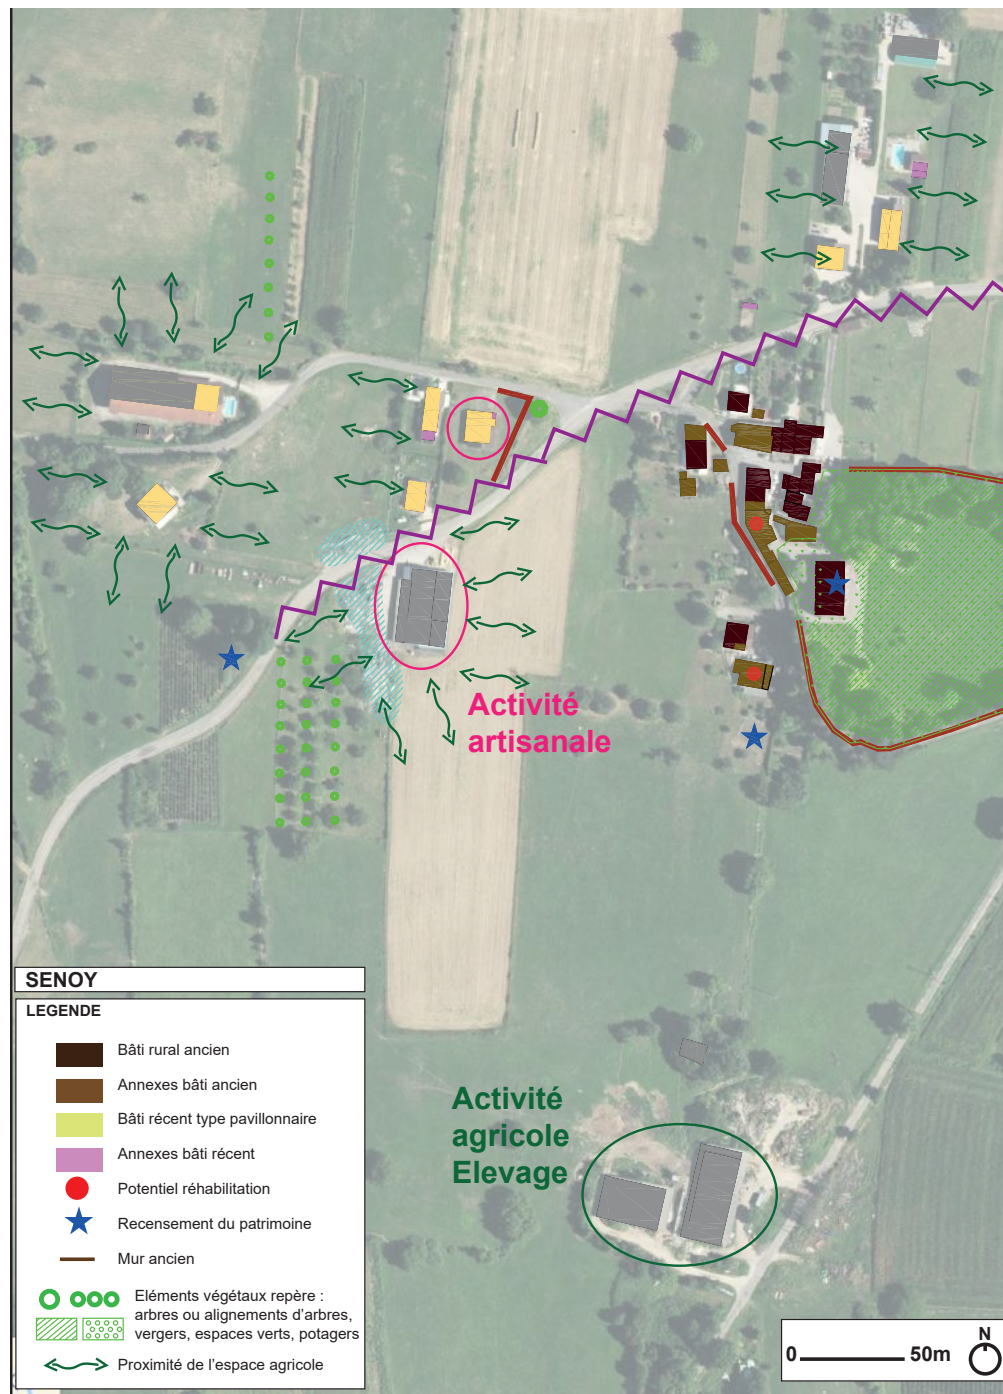 Activité
artisanale
SENOY
LEGENDE
Bâti rural ancien
Annexes bâti ancien
Bâti récent type pavillonnaire
Annexes bâti récent
Potentiel réhabilitation
Recensement du patrimoine
Mur ancien
Eléments végétaux repère :
arbres ou alignements d'arbres,
vergers, espaces verts, potagers
Proximité de l'espace agricole
Activité
agricole
Elevage
0 50m
N